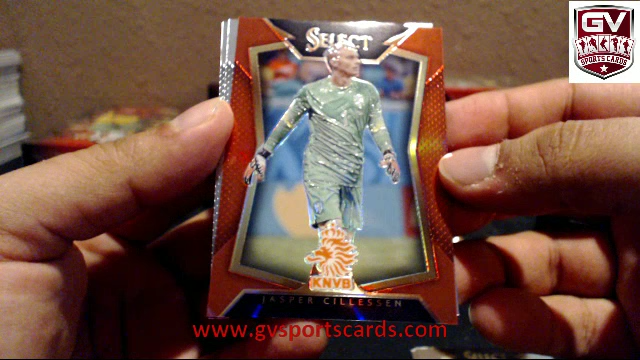 GV
SPORTS CARDS
SELECT
KNVB
JASPER CILLESSEN
www.gvsportscards.com